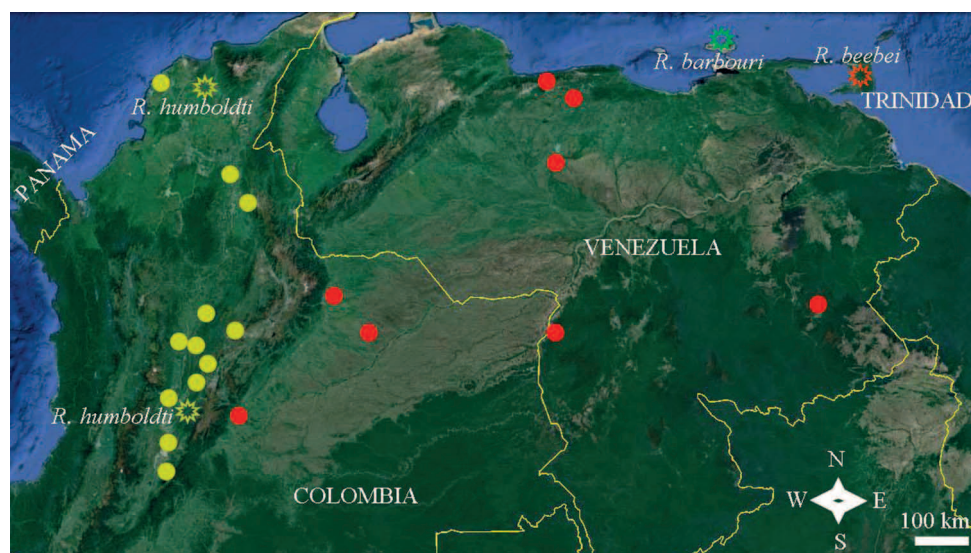 R. barbouri
R. beebei
R. humboldti
TRINIDAD
PANAMA
VENEZUELA
R. humboldti
COLOMBIA
N
W E
S
100 km